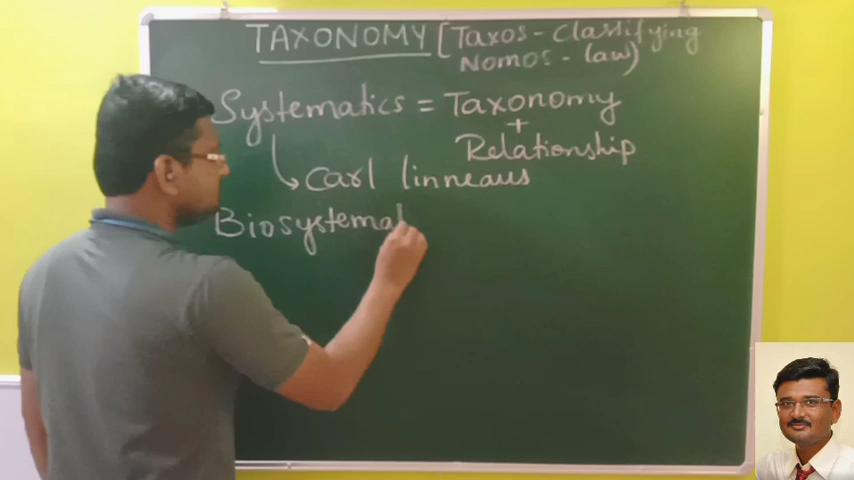 TAXONOMY [Taxos - Classifying
Nomos - law)
Systematics = Taxonomy
+
Relationship
Carl linneaus
Biosystemat